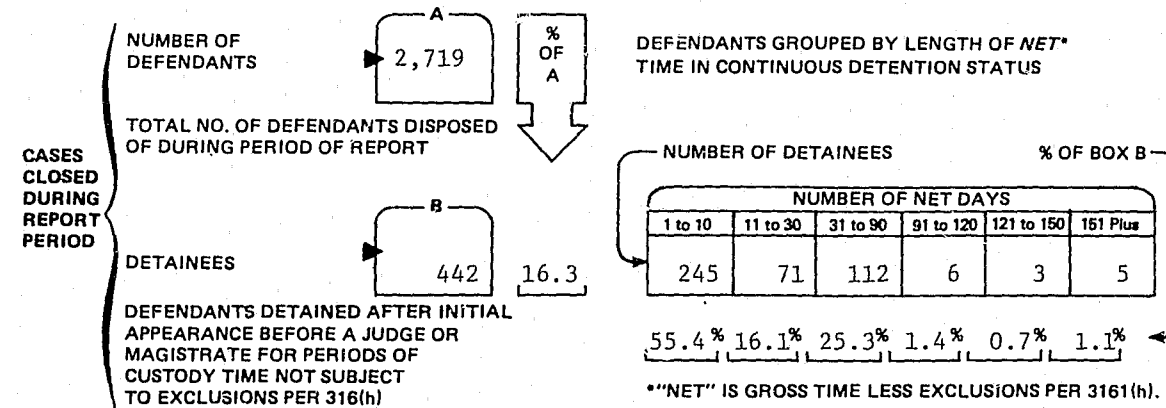 A
NUMBER OF
DEFENDANTS
2,719
%
OF
A
TOTAL NO. OF DEFENDANTS DISPOSED
OF DURING PERIOD OF REPORT
CASES
CLOSED
DURING
REPORT
PERIOD
B
DETAINEES
442
16.3
DEFENDANTS DETAINED AFTER INITIAL
APPEARANCE BEFORE A JUDGE OR
MAGISTRATE FOR PERIODS OF
CUSTODY TIME NOT SUBJECT
TO EXCLUSIONS PER 316(h)
DEFENDANTS GROUPED BY LENGTH OF NET*
TIME IN CONTINUOUS DETENTION STATUS
NUMBER OF DETAINEES % OF BOX B
NUMBER OF NET DAYS
1 to 10 11 to 30 31 to 90 91 to 120 121 to 150 151 Plus
245 71 112 6 3 5
55.4% 16.1% 25.3% 1.4% 0.7% 1.1%
*"NET" IS GROSS TIME LESS EXCLUSIONS PER 3161(h).